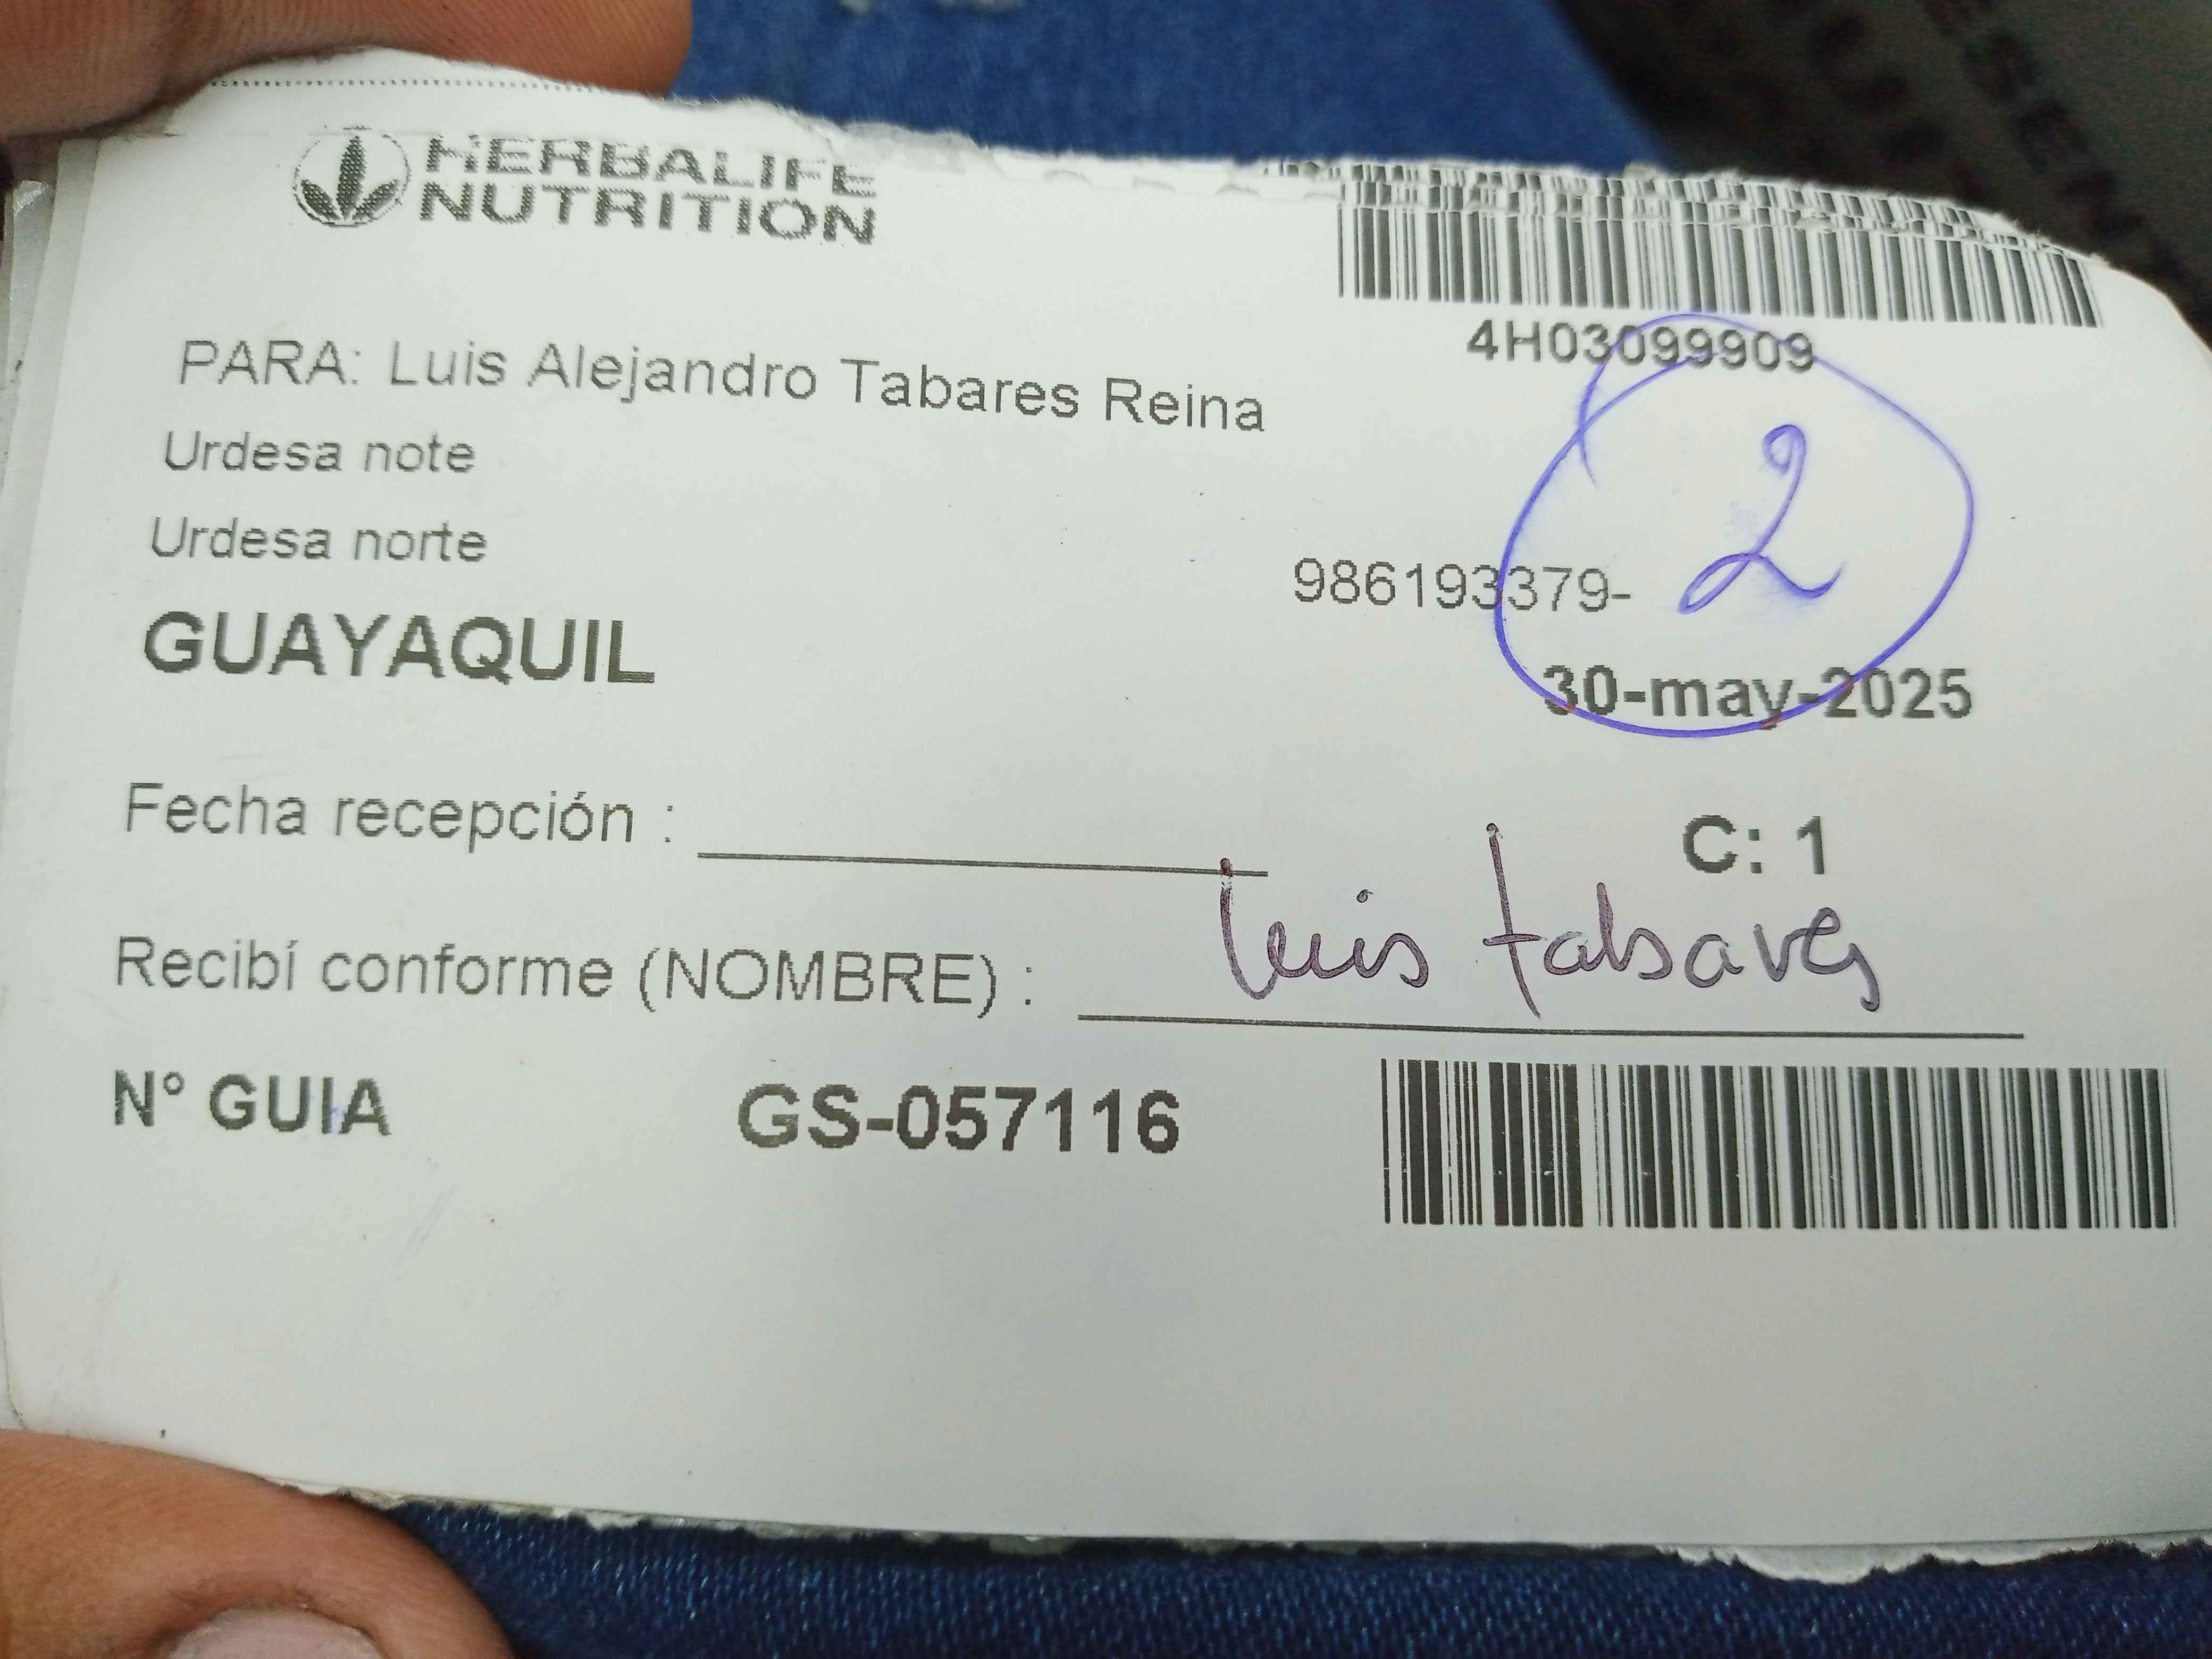 HERBALIFE
NUTRITION
4H03099909
PARA: Luis Alejandro Tabares Reina
Urdesa note
Urdesa norte
986193379-
2
GUAYAQUIL
30-may-2025
Fecha recepción :
C: 1
Recibí conforme (NOMBRE) : luis tabares
N° GUIA GS-057116